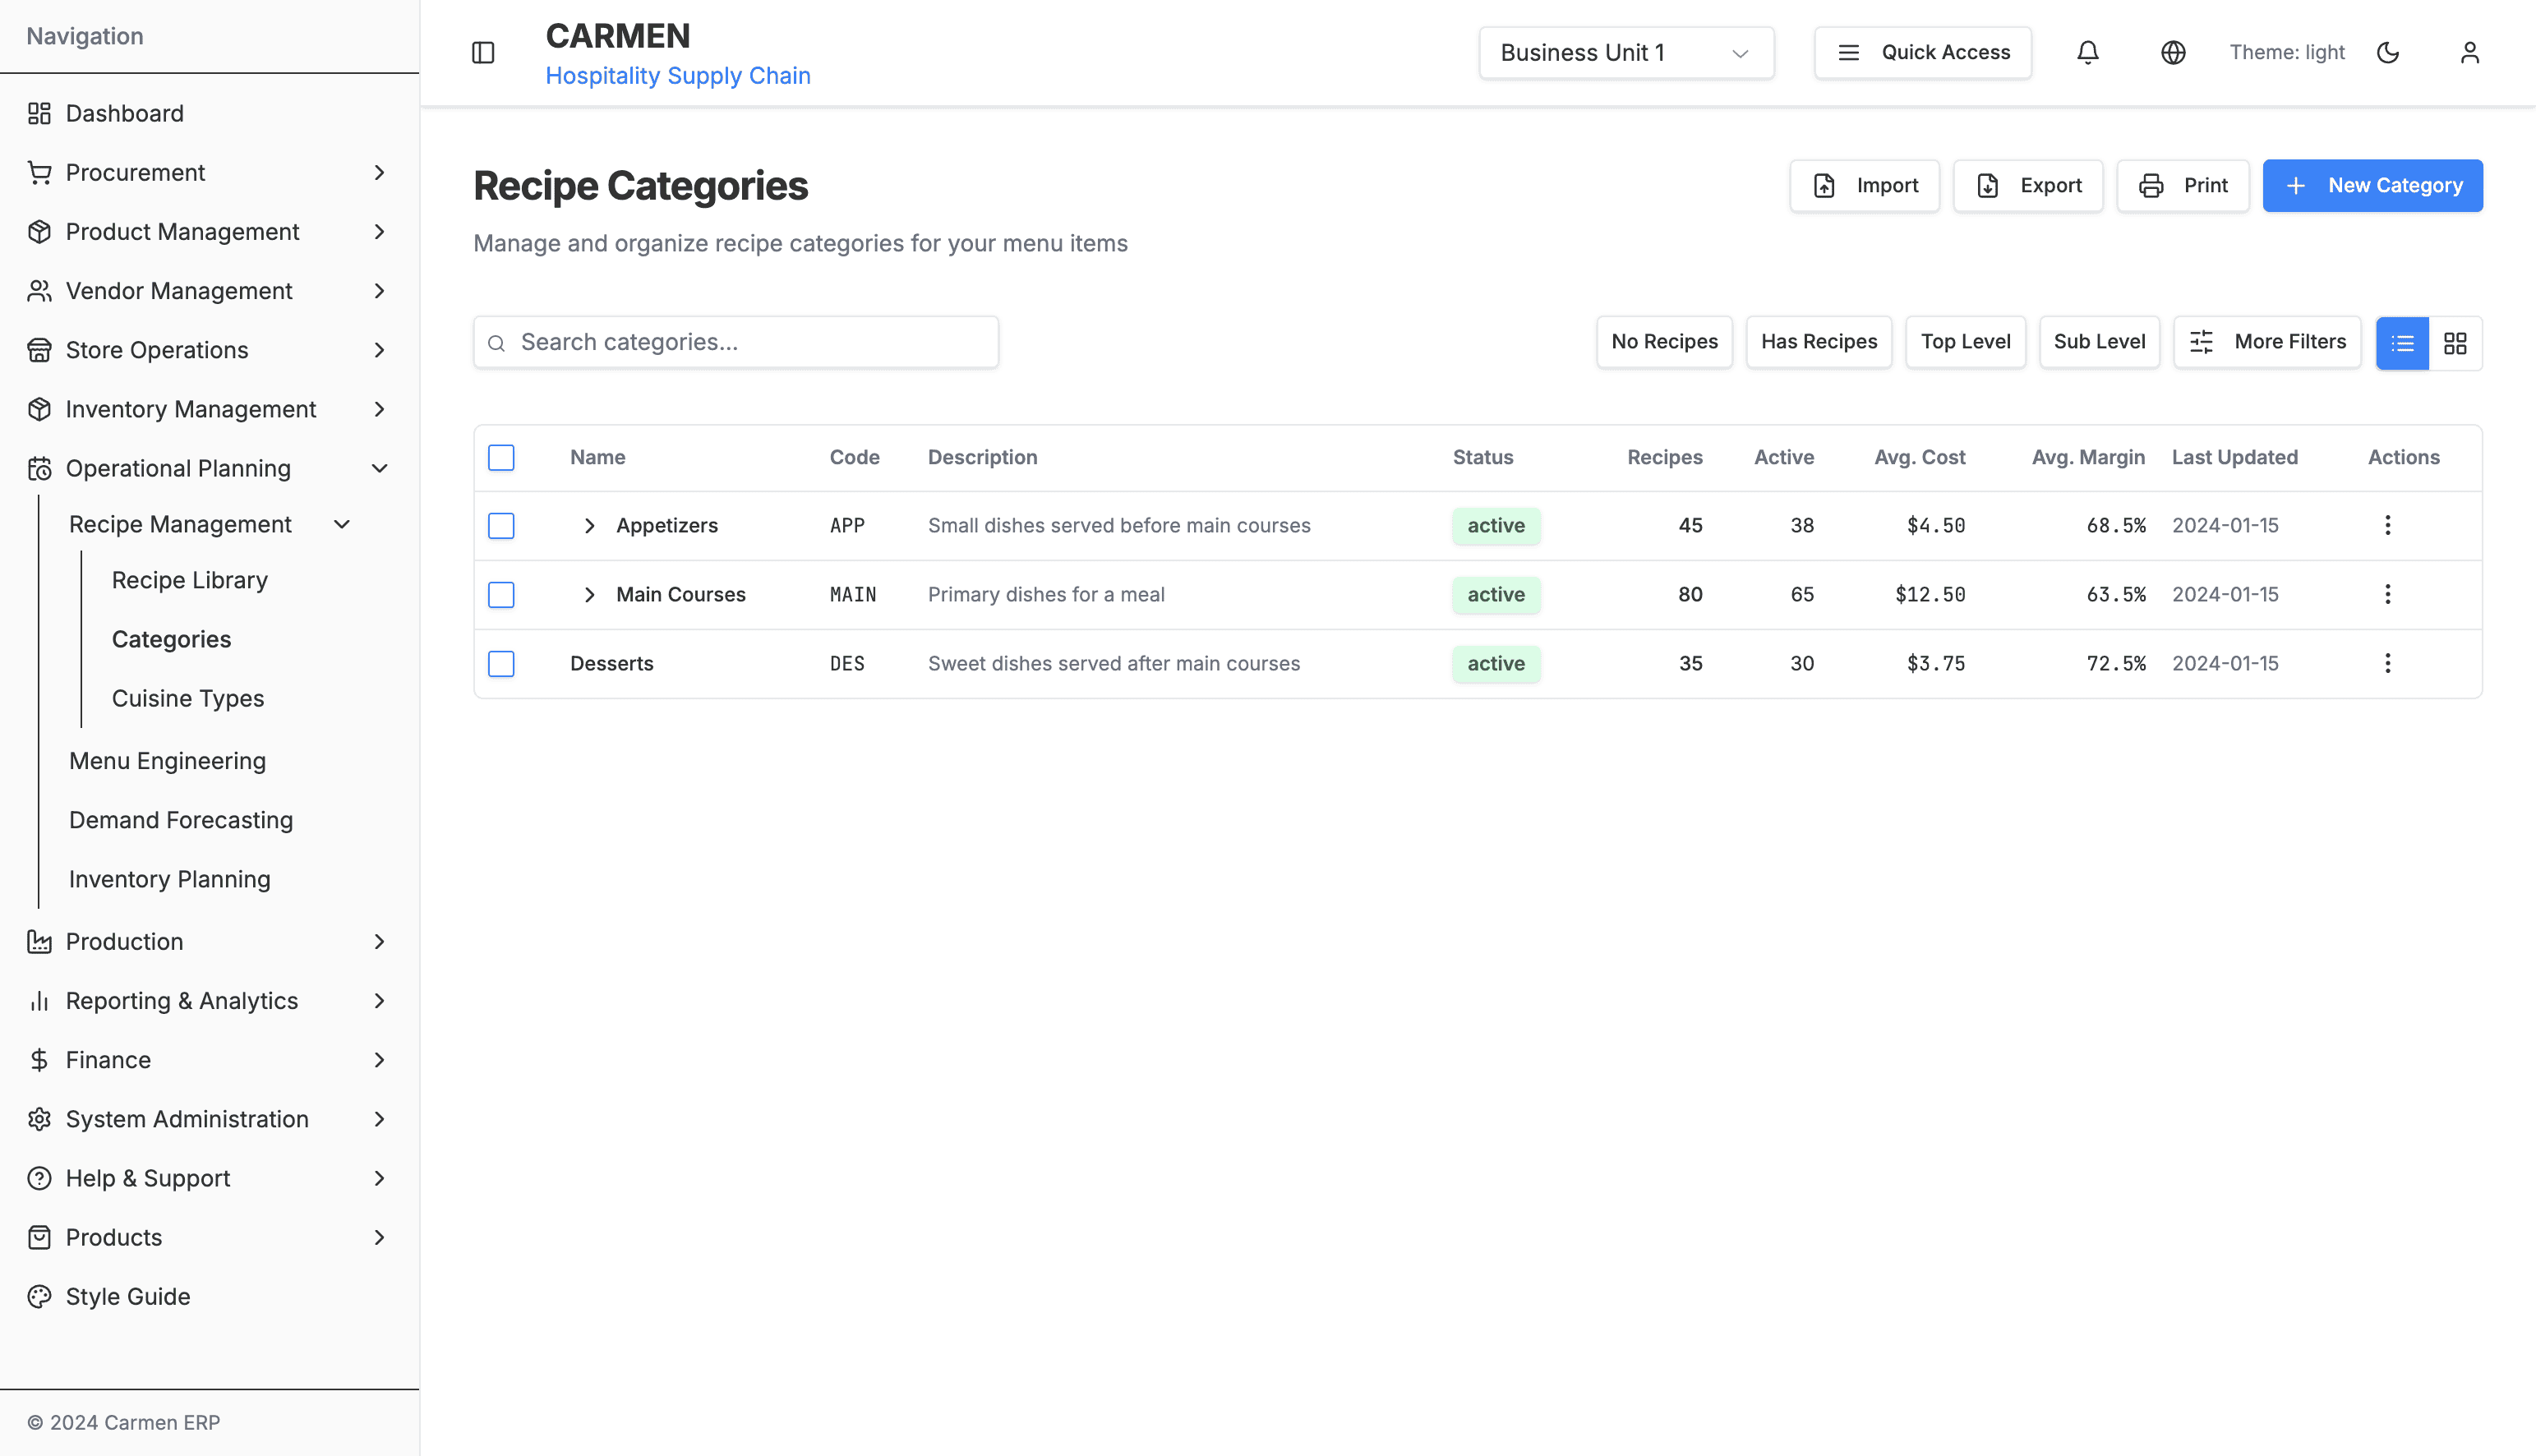 Navigation
Dashboard
Procurement
Product Management
Vendor Management
Store Operations
Inventory Management
Operational Planning
Recipe Management
Recipe Library
Categories
Cuisine Types
Menu Engineering
Demand Forecasting
Inventory Planning
Production
Reporting & Analytics
Finance
System Administration
Help & Support
Products
Style Guide
© 2024 Carmen ERP
CARMEN
Hospitality Supply Chain
Business Unit 1
Quick Access
Theme: light
Recipe Categories
Manage and organize recipe categories for your menu items
Import
Export
Print
New Category
Search categories...
No Recipes
Has Recipes
Top Level
Sub Level
More Filters
Name Code Description Status Recipes Active Avg. Cost Avg. Margin Last Updated Actions
Appetizers APP Small dishes served before main courses active 45 38 $4.50 68.5% 2024-01-15
Main Courses MAIN Primary dishes for a meal active 80 65 $12.50 63.5% 2024-01-15
Desserts DES Sweet dishes served after main courses active 35 30 $3.75 72.5% 2024-01-15